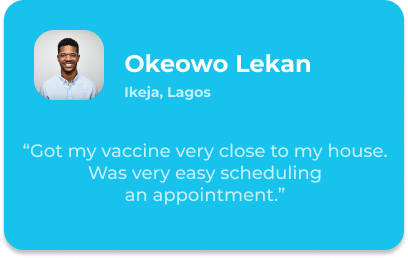 Okeowo Lekan
Ikeja, Lagos
“Got my vaccine very close to my house.
Was very easy scheduling
an appointment.”